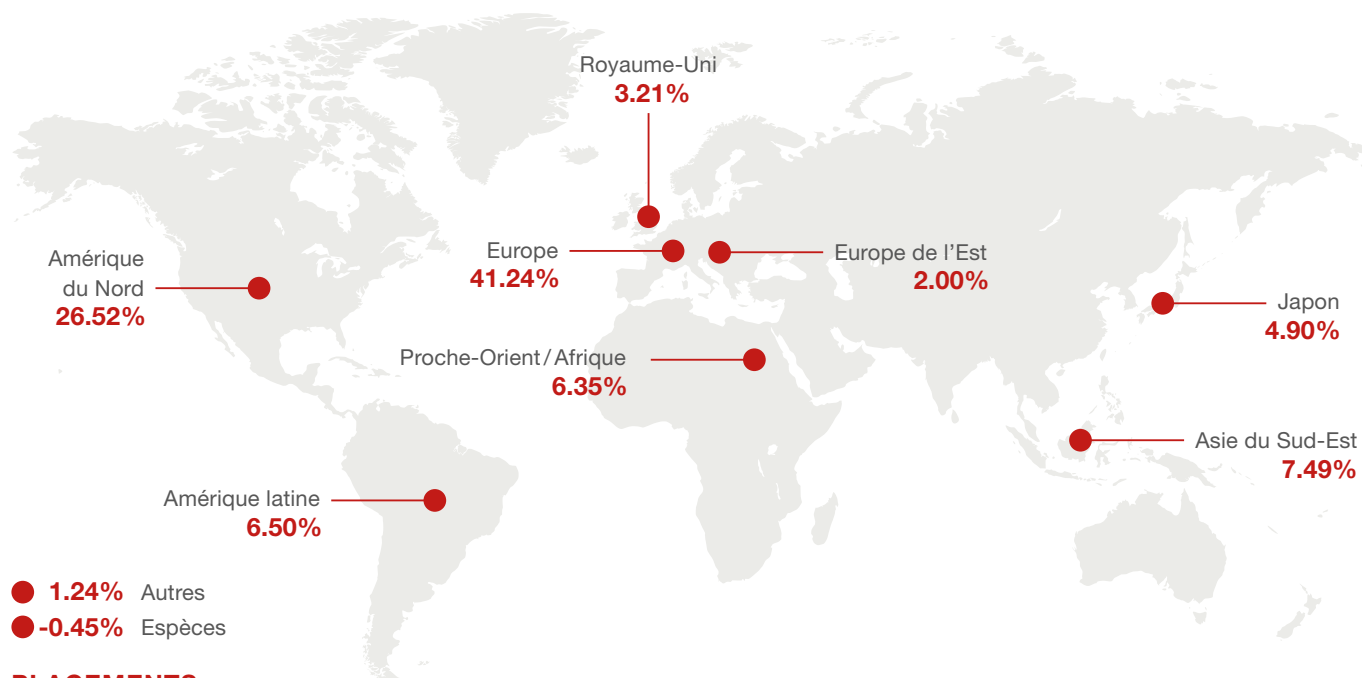 Royaume-Uni
3.21%
Amérique
du Nord
26.52%
Europe
41.24%
Europe de l’Est
2.00%
Japon
4.90%
Proche-Orient / Afrique
6.35%
Asie du Sud-Est
7.49%
Amérique latine
6.50%
1.24% Autres
-0.45% Espèces
PLACEMENTS